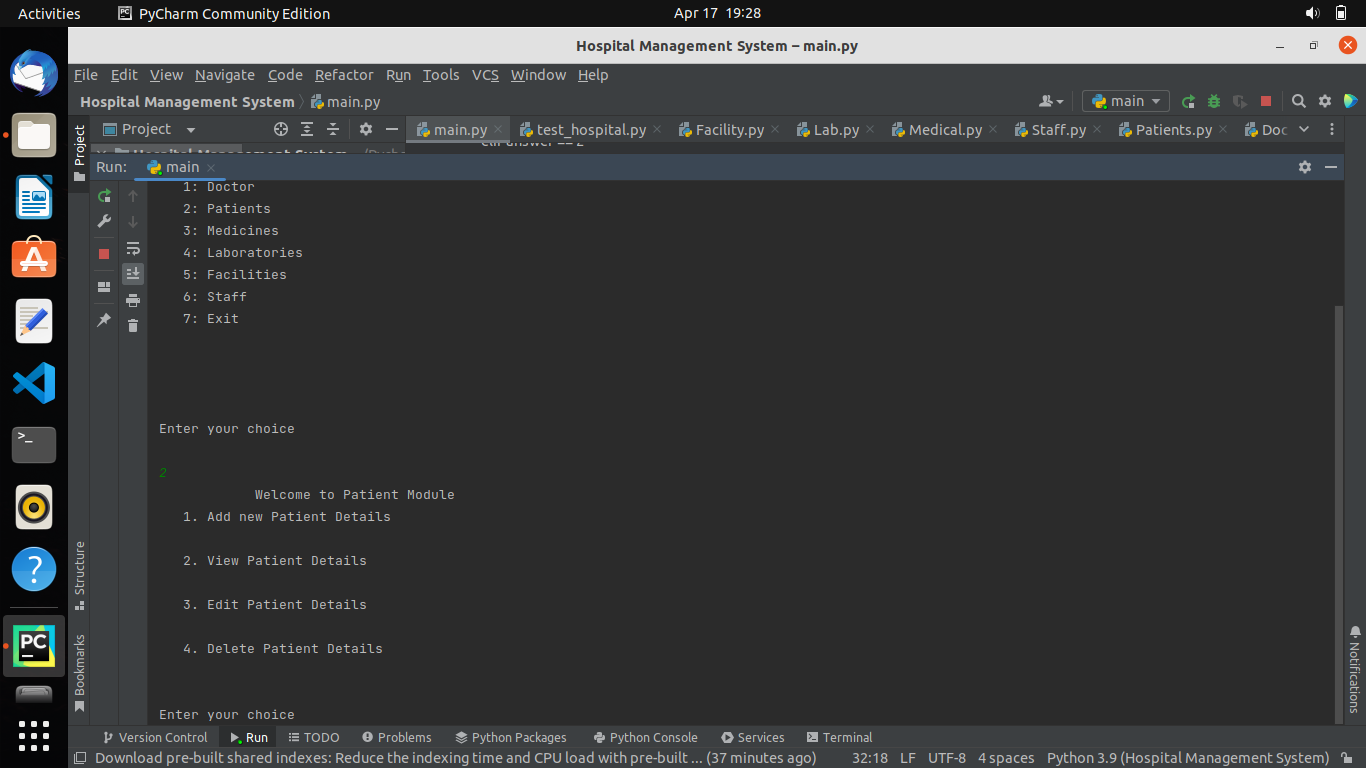 Activities PyCharm Community Edition Apr 17 19:28
Hospital Management System – main.py
File Edit View Navigate Code Refactor Run Tools VCS Window Help
Hospital Management System main.py main
Project main.py test_hospital.py Facility.py Lab.py Medical.py Staff.py Patients.py Doc
Project
Hospital Management System
elif answer == 2
Run: main
1: Doctor
2: Patients
3: Medicines
4: Laboratories
5: Facilities
6: Staff
7: Exit
Enter your choice
2
Welcome to Patient Module
1. Add new Patient Details
2. View Patient Details
3. Edit Patient Details
4. Delete Patient Details
Enter your choice
Structure
Bookmarks
Notifications
PC
Version Control Run TODO Problems Python Packages Python Console Services Terminal
Download pre-built shared indexes: Reduce the indexing time and CPU load with pre-built ... (37 minutes ago) 32:18 LF UTF-8 4 spaces Python 3.9 (Hospital Management System)